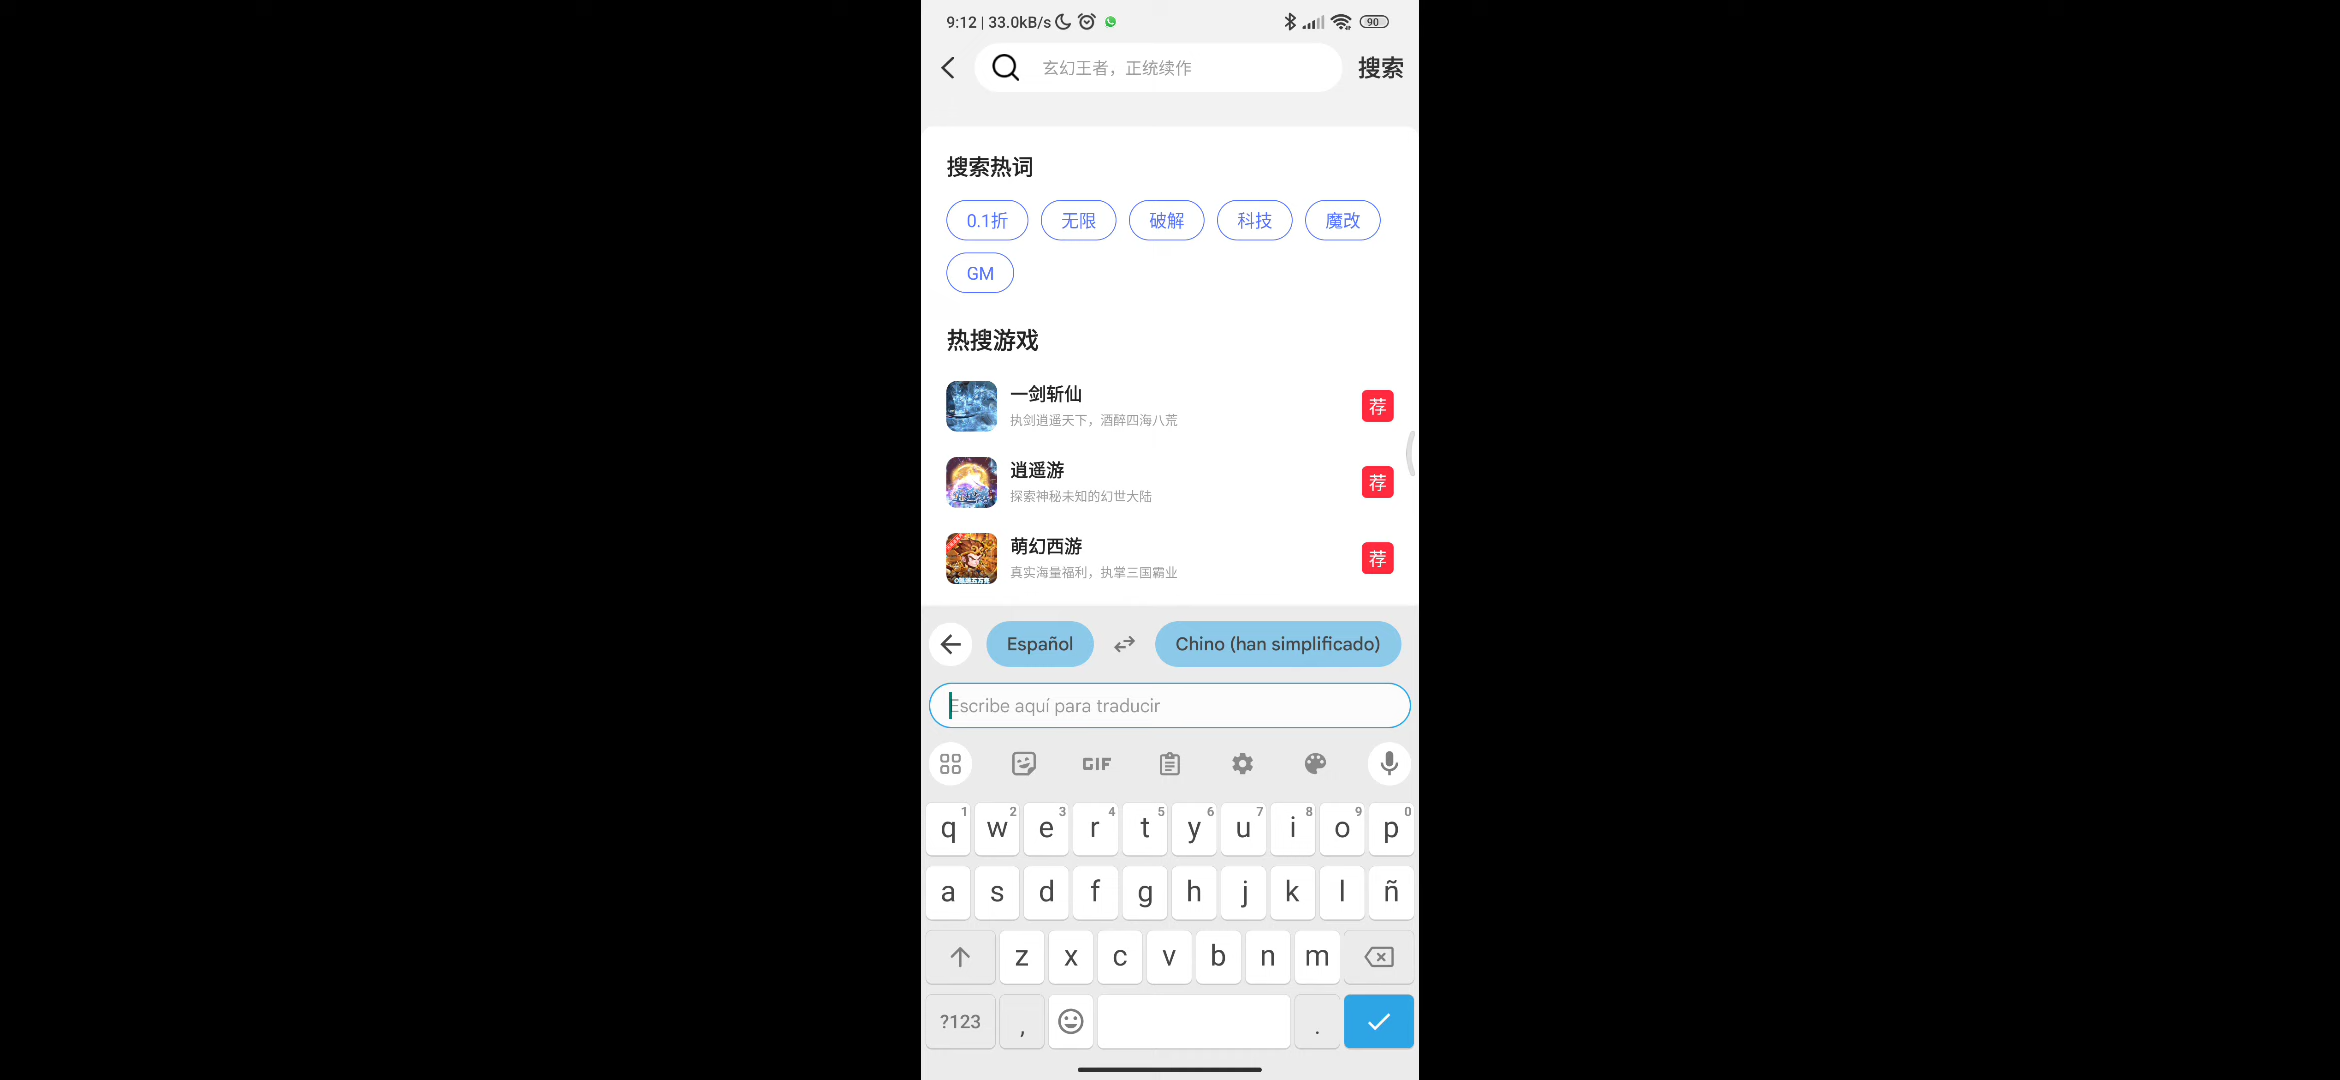 9:12 | 33.0kB/s
90
玄幻王者，正统续作
搜索
搜索热词
0.1折 无限 破解 科技 魔改
GM
热搜游戏
一剑斩仙
执剑逍遥天下，酒醉四海八荒
荐
逍遥游
探索神秘未知的幻世大陆
荐
萌幻西游
真实海量福利，执掌三国霸业
荐
Español
Chino (han simplificado)
Escribe aquí para traducir
GIF
1 2 3 4 5 6 7 8 9 0
q w e r t y u i o p
a s d f g h j k l ñ
z x c v b n m
?123 , .